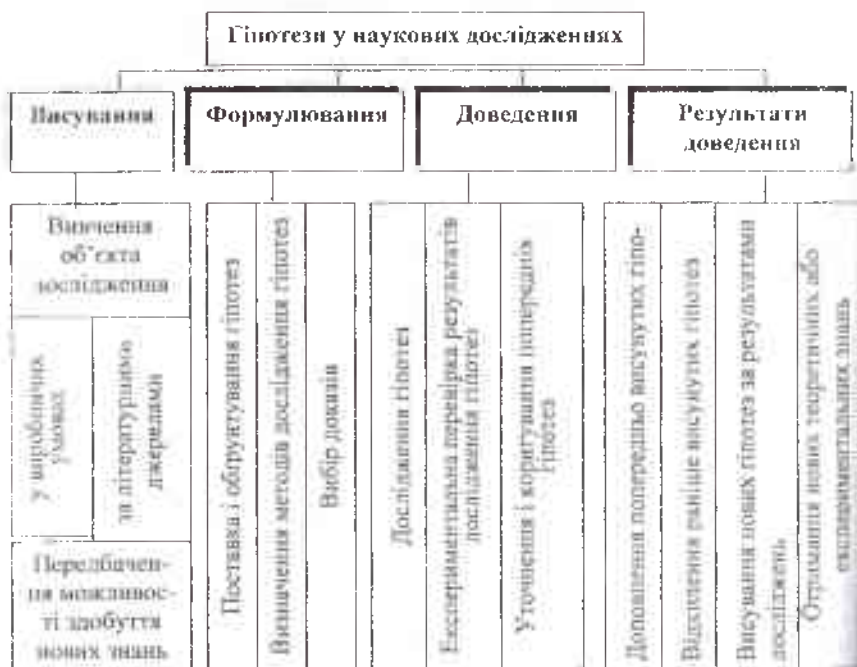 Гіпотези у наукових дослідженнях
Висування
Формулювання
Доведення
Результати
доведення
Вивчення
об’єкта
дослідження
у виробничих
умовах
за літературними
джерелами
Передбачен-
ня можливос-
ті здобуття
нових знань
Поставка і обґрунтування гіпотез
Визначення методів дослідження гіпотез
Вибір доказів
Дослідження гіпотез
Експериментальна перевірка результатів
дослідження гіпотез
Уточнення і коригування попередніх
гіпотез
Доповнення попередньо висунутих гіпо-
Відхилення раніше висунутих гіпотез
Висування нових гіпотез за результатами
досліджень
Отримання нових теоретичних або
експериментальних знань